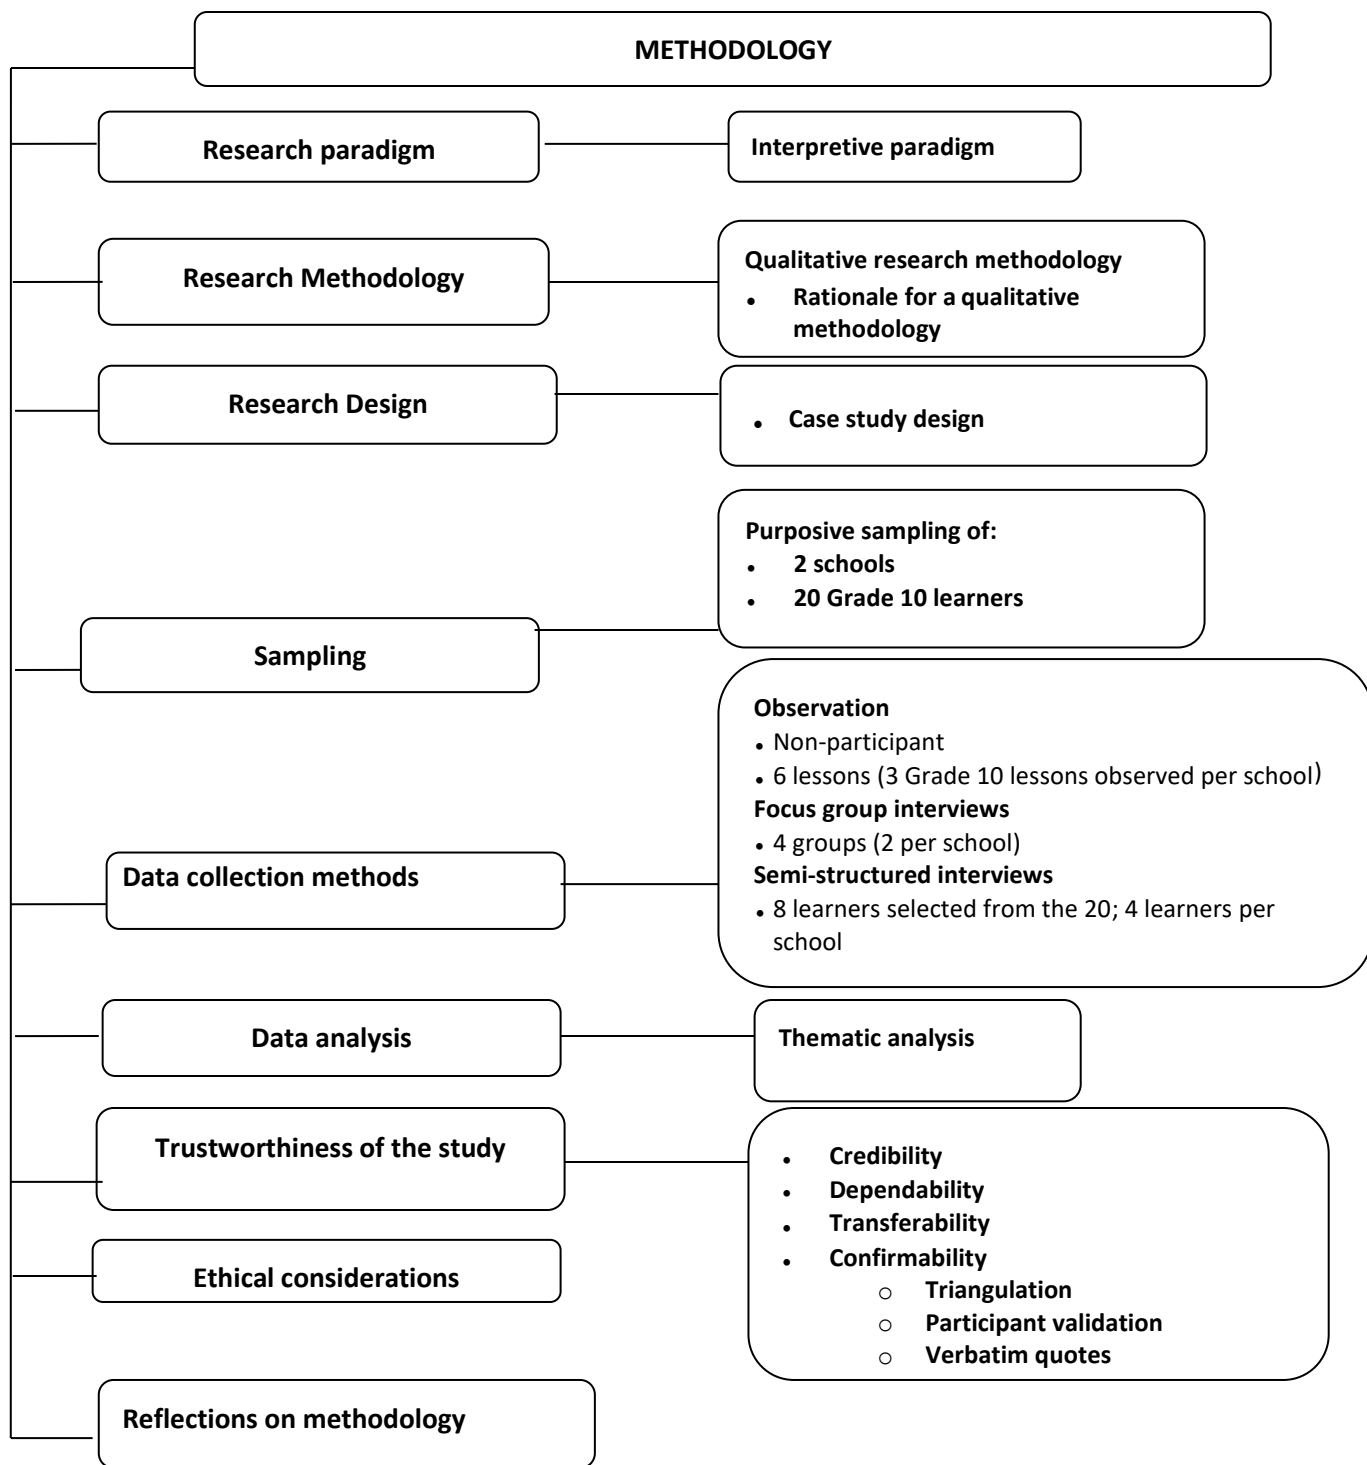 METHODOLOGY
Research paradigm
Interpretive paradigm
Research Methodology
Qualitative research methodology
• Rationale for a qualitative
methodology
Research Design
• Case study design
Purposive sampling of:
• 2 schools
• 20 Grade 10 learners
Sampling
Observation
• Non-participant
• 6 lessons (3 Grade 10 lessons observed per school)
Focus group interviews
• 4 groups (2 per school)
Semi-structured interviews
• 8 learners selected from the 20; 4 learners per
school
Data collection methods
Data analysis
Thematic analysis
Trustworthiness of the study
• Credibility
• Dependability
• Transferability
• Confirmability
o Triangulation
o Participant validation
o Verbatim quotes
Ethical considerations
Reflections on methodology